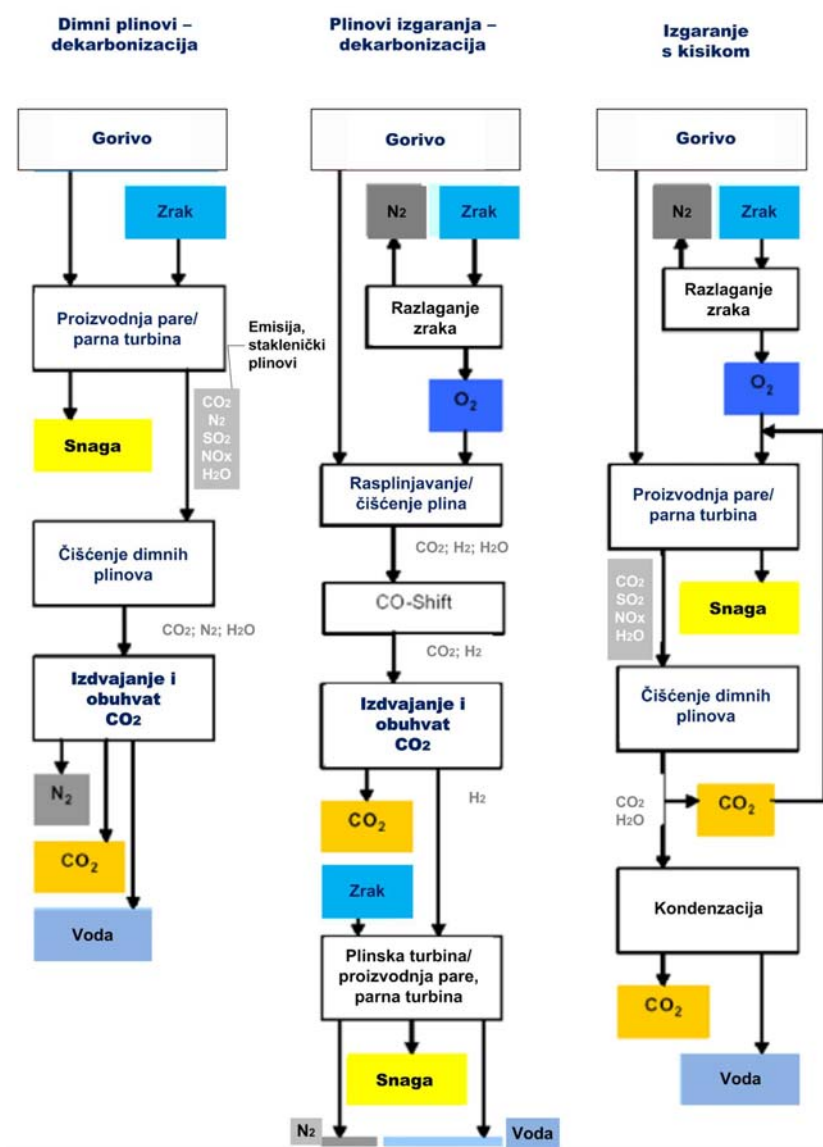 Dimni plinovi –
dekarbonizacija
Gorivo
Zrak
Proizvodnja pare/
parna turbina
Emisija,
staklenički
plinovi
CO₂
N₂
SO₂
NOx
H₂O
Snaga
Čišćenje dimnih
plinova
CO₂; N₂; H₂O
Izdvajanje i
obuhvat
CO₂
N₂
CO₂
Voda
Plinovi izgaranja –
dekarbonizacija
Gorivo
N₂
Zrak
Razlaganje
zraka
O₂
Rasplinjavanje/
čišćenje plina
CO₂; H₂; H₂O
CO-Shift
CO₂; H₂
Izdvajanje i
obuhvat
CO₂
H₂
CO₂
Zrak
Plinska turbina/
proizvodnja pare,
parna turbina
Snaga
N₂
Voda
Izgaranje
s kisikom
Gorivo
N₂
Zrak
Razlaganje
zraka
O₂
Proizvodnja pare/
parna turbina
CO₂
SO₂
NOx
H₂O
Snaga
Čišćenje dimnih
plinova
CO₂
H₂O
CO₂
Kondenzacija
CO₂
Voda